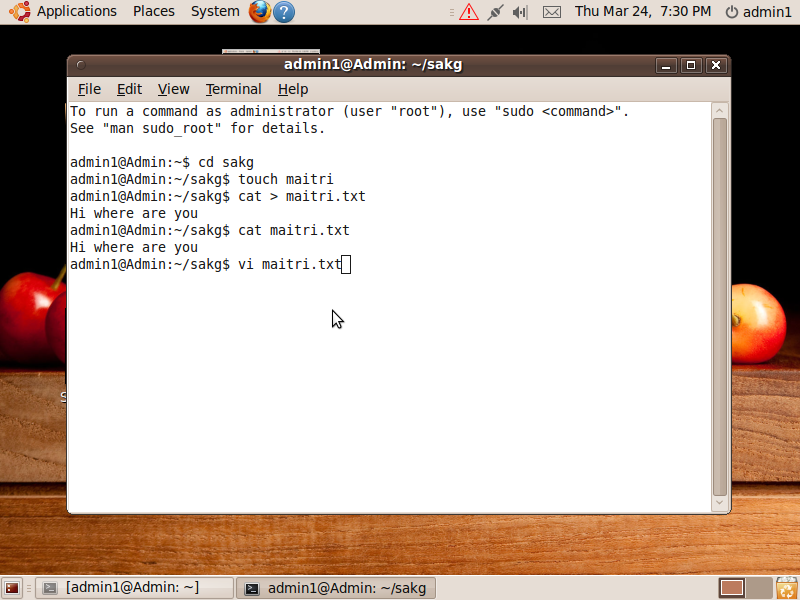 Applications Places System Thu Mar 24, 7:30 PM admin1
admin1@Admin: ~/sakg
File Edit View Terminal Help
To run a command as administrator (user "root"), use "sudo <command>".
See "man sudo_root" for details.
admin1@Admin:~$ cd sakg
admin1@Admin:~/sakg$ touch maitri
admin1@Admin:~/sakg$ cat > maitri.txt
Hi where are you
admin1@Admin:~/sakg$ cat maitri.txt
Hi where are you
admin1@Admin:~/sakg$ vi maitri.txt
[admin1@Admin: ~] admin1@Admin: ~/sakg